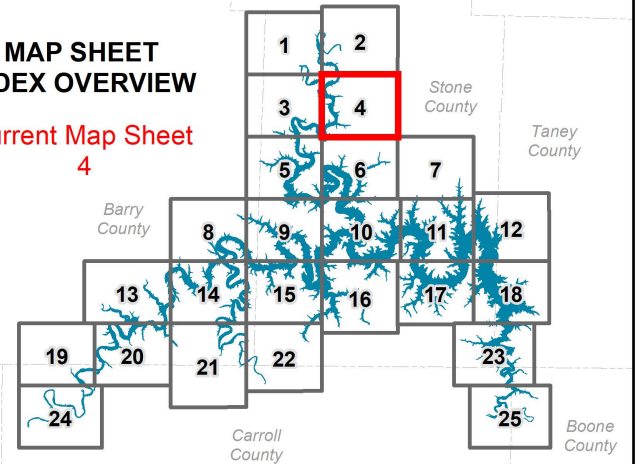 MAP SHEET
DEX OVERVIEW
urrent Map Sheet
4
1
2
3
4
Stone
County
Taney
County
5
6
7
Barry
County
8
9
10
11
12
13
14
15
16
17
18
19
20
21
22
23
24
25
Carroll
County
Boone
County